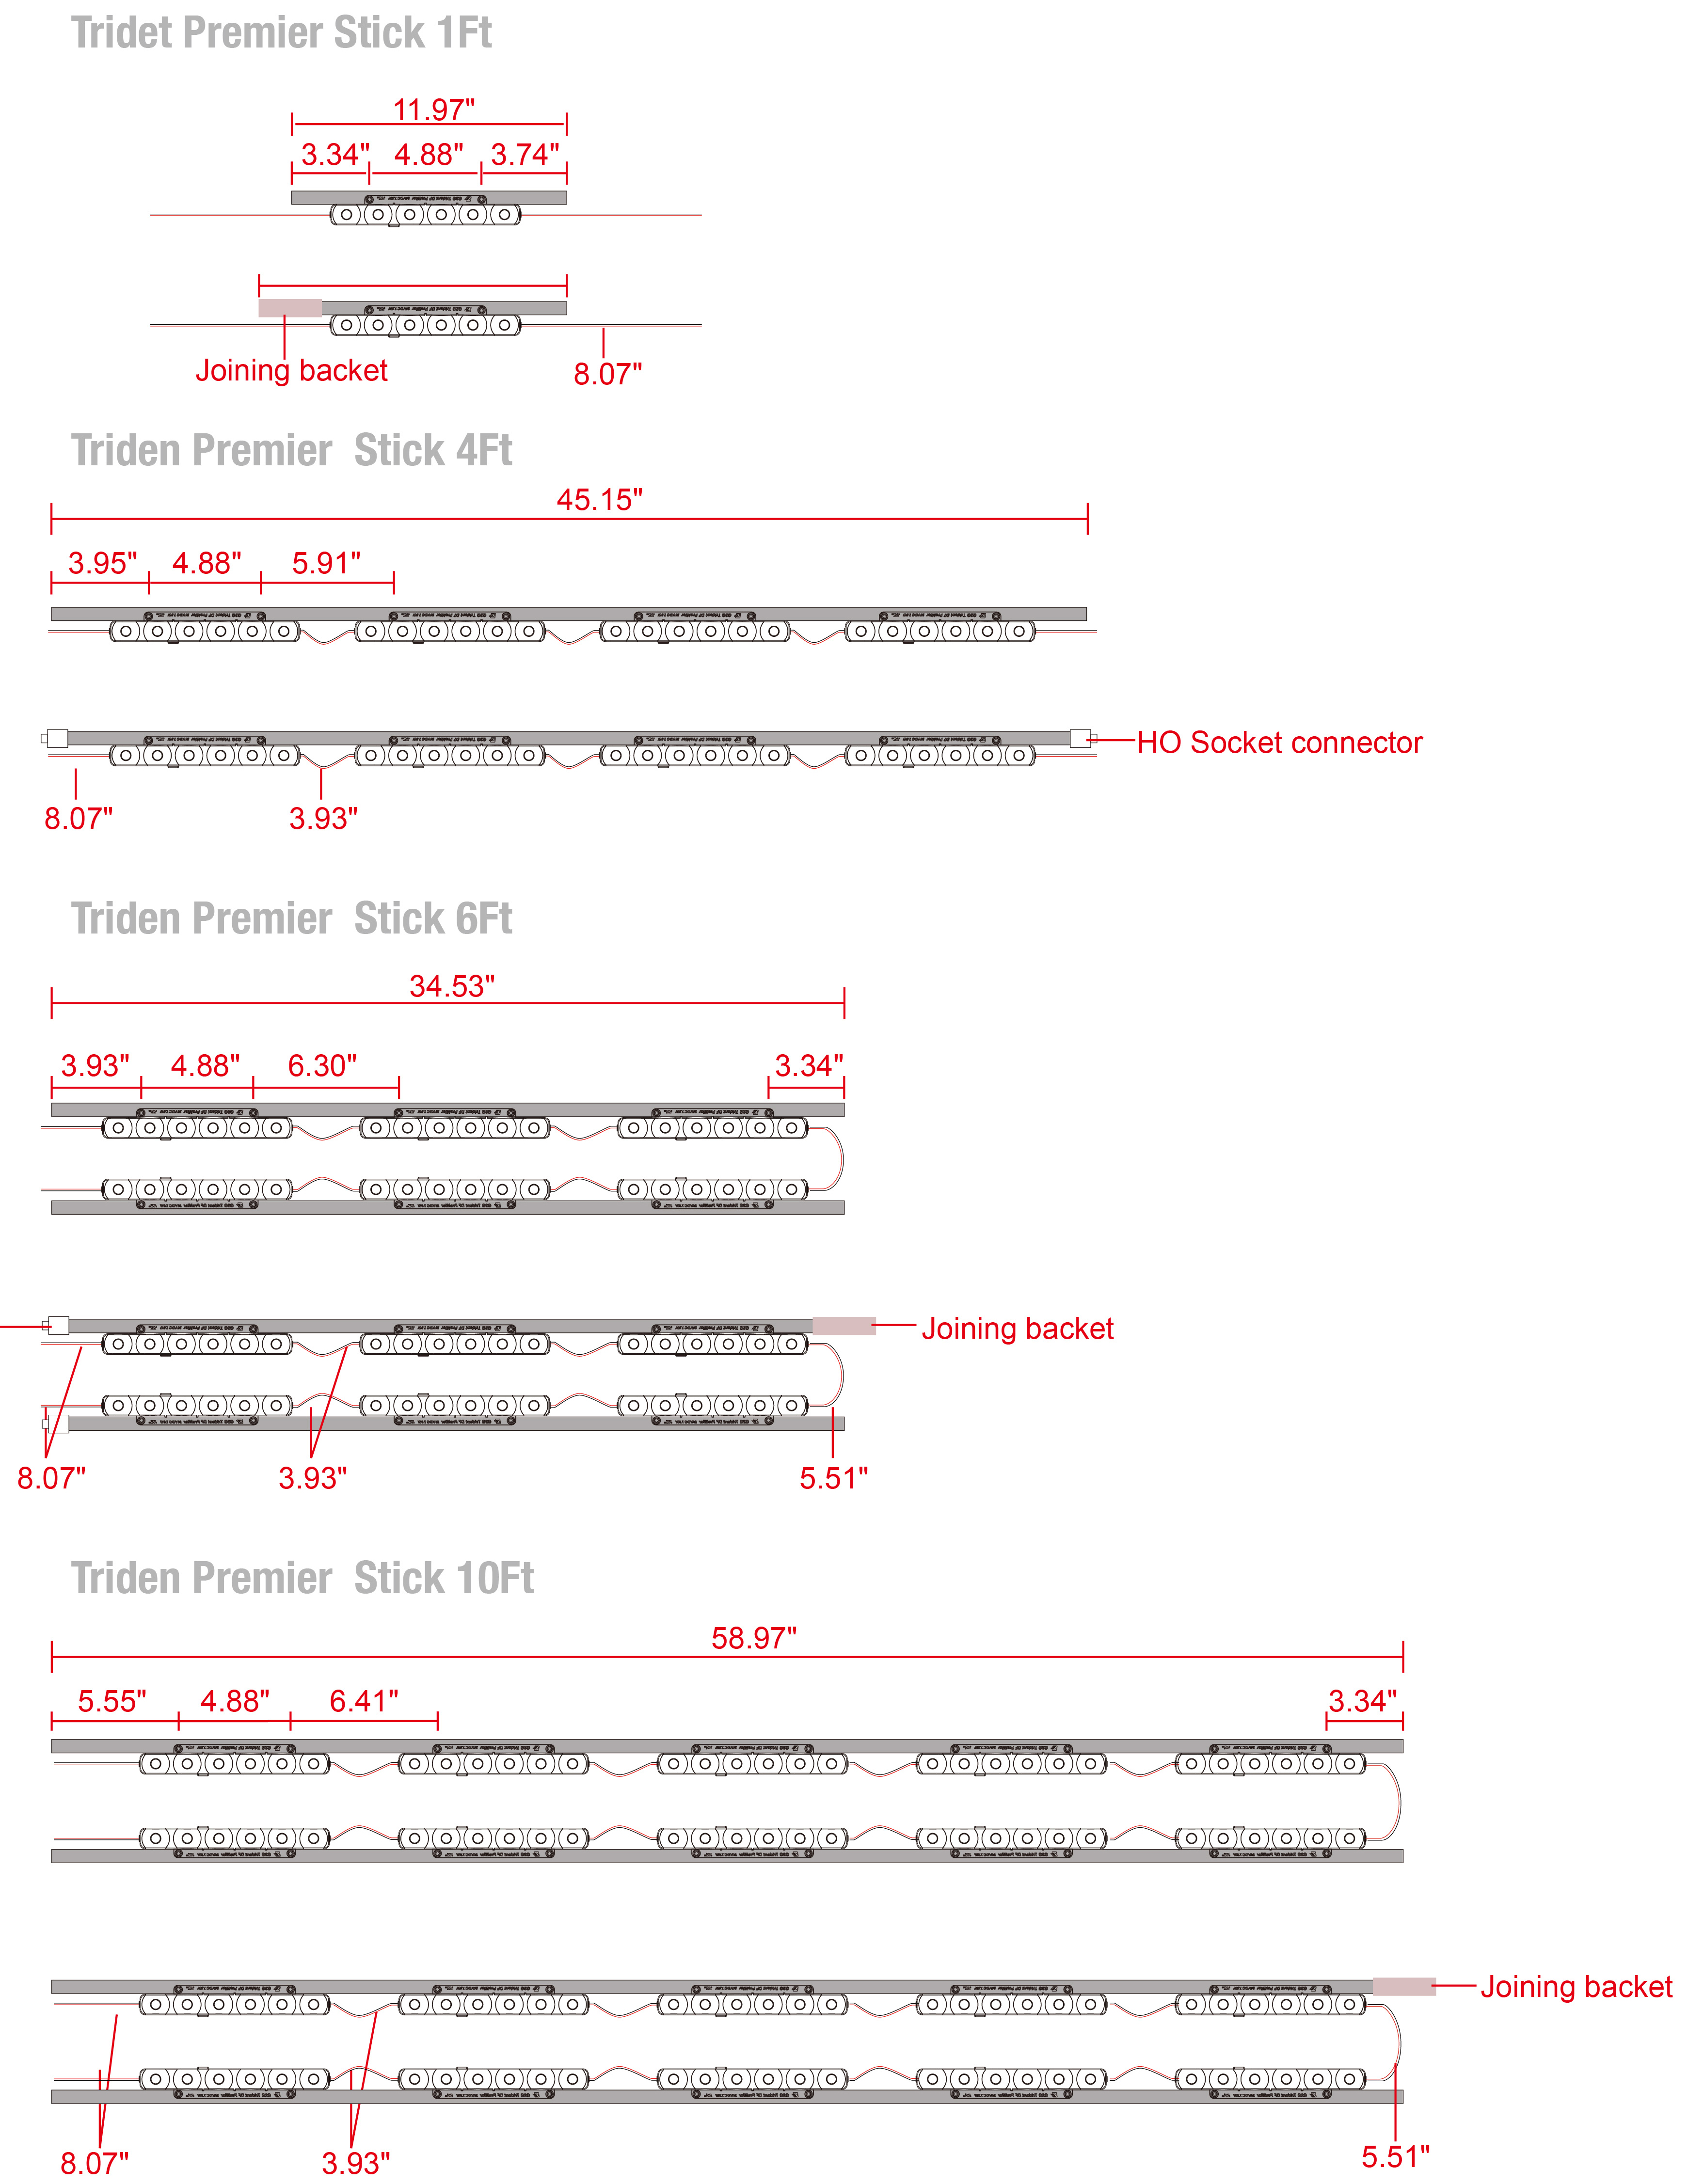 Tridet Premier Stick 1Ft
11.97"
3.34" 4.88" 3.74"
Joining backet
8.07"
Triden Premier Stick 4Ft
45.15"
3.95" 4.88" 5.91"
HO Socket connector
8.07" 3.93"
Triden Premier Stick 6Ft
34.53"
3.93" 4.88" 6.30" 3.34"
Joining backet
8.07" 3.93" 5.51"
Triden Premier Stick 10Ft
58.97"
5.55" 4.88" 6.41" 3.34"
Joining backet
8.07" 3.93" 5.51"